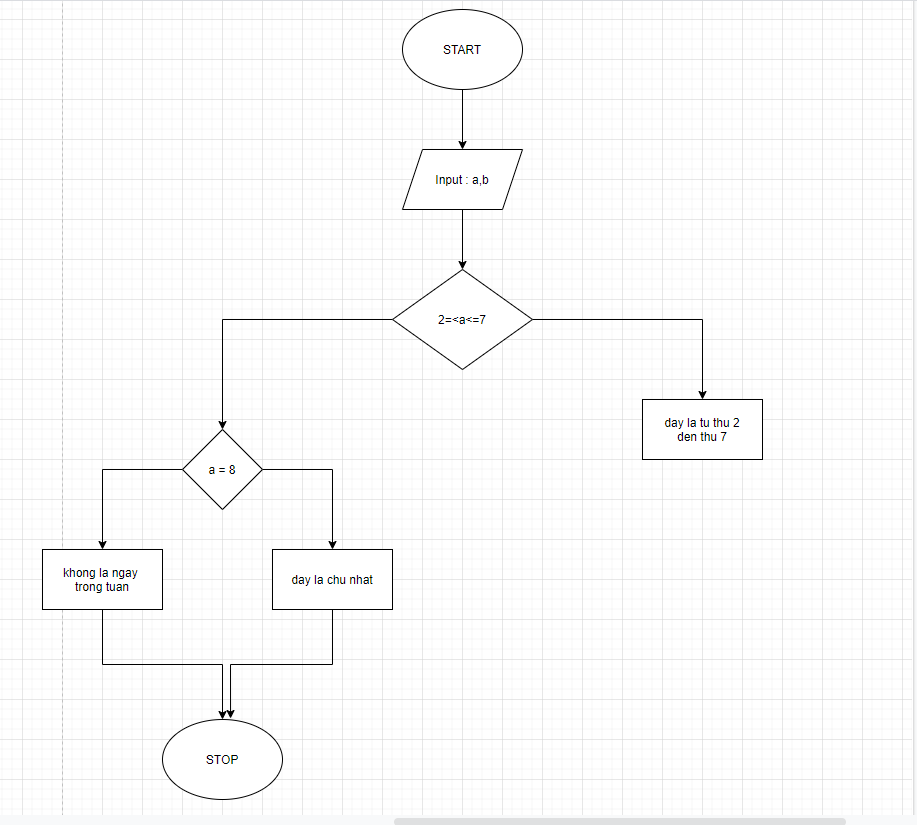 START
Input : a,b
2=<a<=7
day la tu thu 2
den thu 7
a = 8
khong la ngay
trong tuan
day la chu nhat
STOP